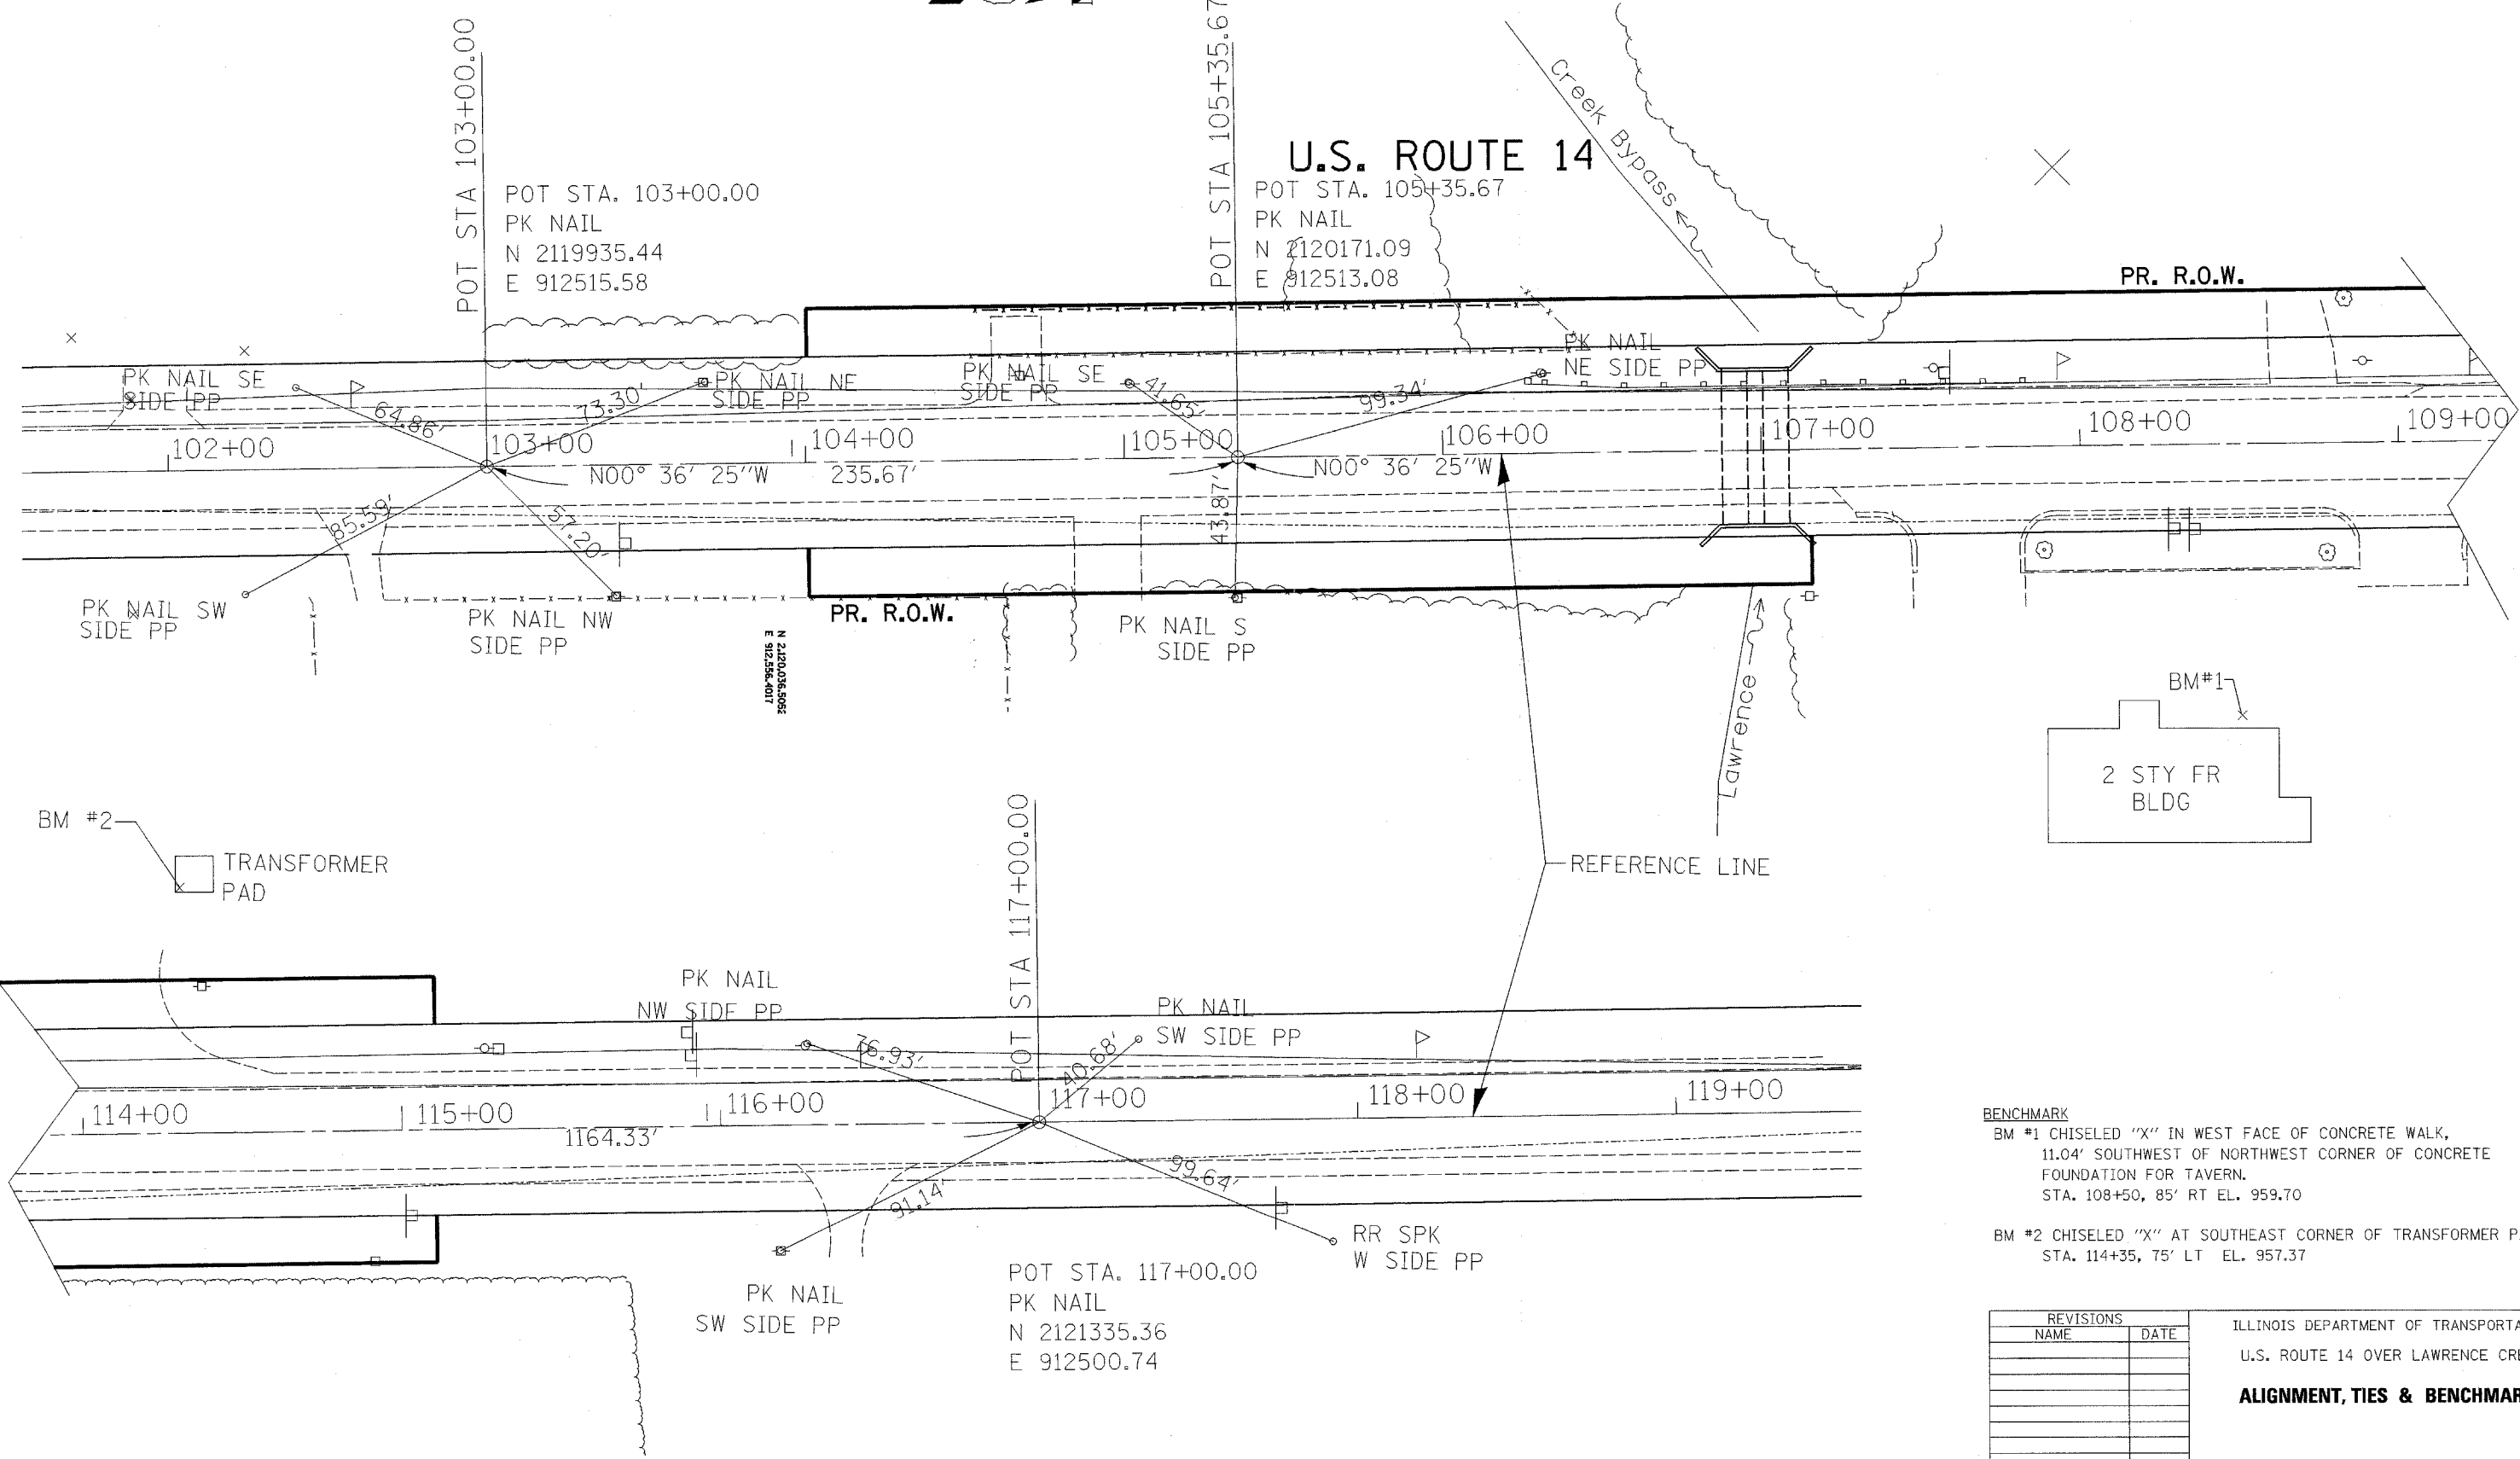 POT STA 103+00.00
POT STA 105+35.67
U.S. ROUTE 14
Creek Bypass
POT STA. 103+00.00
PK NAIL
N 2119935.44
E 912515.58
POT STA. 105+35.67
PK NAIL
N 2120171.09
E 912513.08
PR. R.O.W.
PK NAIL SE
SIDE PP
64.86'
73.30'
PK NAIL NE
SIDE PP
PK NAIL SE
SIDE PP
41.65'
99.34'
PK NAIL
NE SIDE PP
102+00
103+00
104+00
105+00
106+00
107+00
108+00
109+00
N00° 36' 25"W
235.67'
N00° 36' 25"W
85.59'
57.20'
43.87'
PK NAIL SW
SIDE PP
PK NAIL NW
SIDE PP
PR. R.O.W.
PK NAIL S
SIDE PP
N 2,120,036.5052
E 912,556.4017
Lawrence
BM#1
2 STY FR
BLDG
BM #2
TRANSFORMER
PAD
POT STA 117+00.00
REFERENCE LINE
PK NAIL
NW SIDE PP
76.93'
40.68'
PK NAIL
SW SIDE PP
114+00
115+00
116+00
117+00
118+00
119+00
1164.33'
91.14'
99.64'
RR SPK
W SIDE PP
PK NAIL
SW SIDE PP
POT STA. 117+00.00
PK NAIL
N 2121335.36
E 912500.74
BENCHMARK
BM #1 CHISELED "X" IN WEST FACE OF CONCRETE WALK,
11.04' SOUTHWEST OF NORTHWEST CORNER OF CONCRETE
FOUNDATION FOR TAVERN.
STA. 108+50, 85' RT EL. 959.70
BM #2 CHISELED "X" AT SOUTHEAST CORNER OF TRANSFORMER P
STA. 114+35, 75' LT EL. 957.37
REVISIONS
NAME DATE
ILLINOIS DEPARTMENT OF TRANSPORTA
U.S. ROUTE 14 OVER LAWRENCE CRE
ALIGNMENT, TIES & BENCHMAR